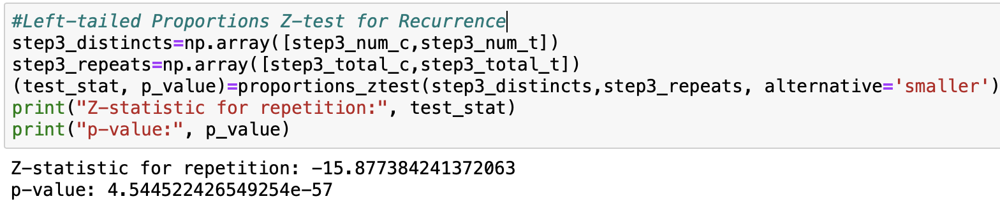 #Left-tailed Proportions Z-test for Recurrence
step3_distincts=np.array([step3_num_c,step3_num_t])
step3_repeats=np.array([step3_total_c,step3_total_t])
(test_stat, p_value)=proportions_ztest(step3_distincts,step3_repeats, alternative='smaller')
print("Z-statistic for repetition:", test_stat)
print("p-value:", p_value)
Z-statistic for repetition: -15.877384241372063
p-value: 4.544522426549254e-57